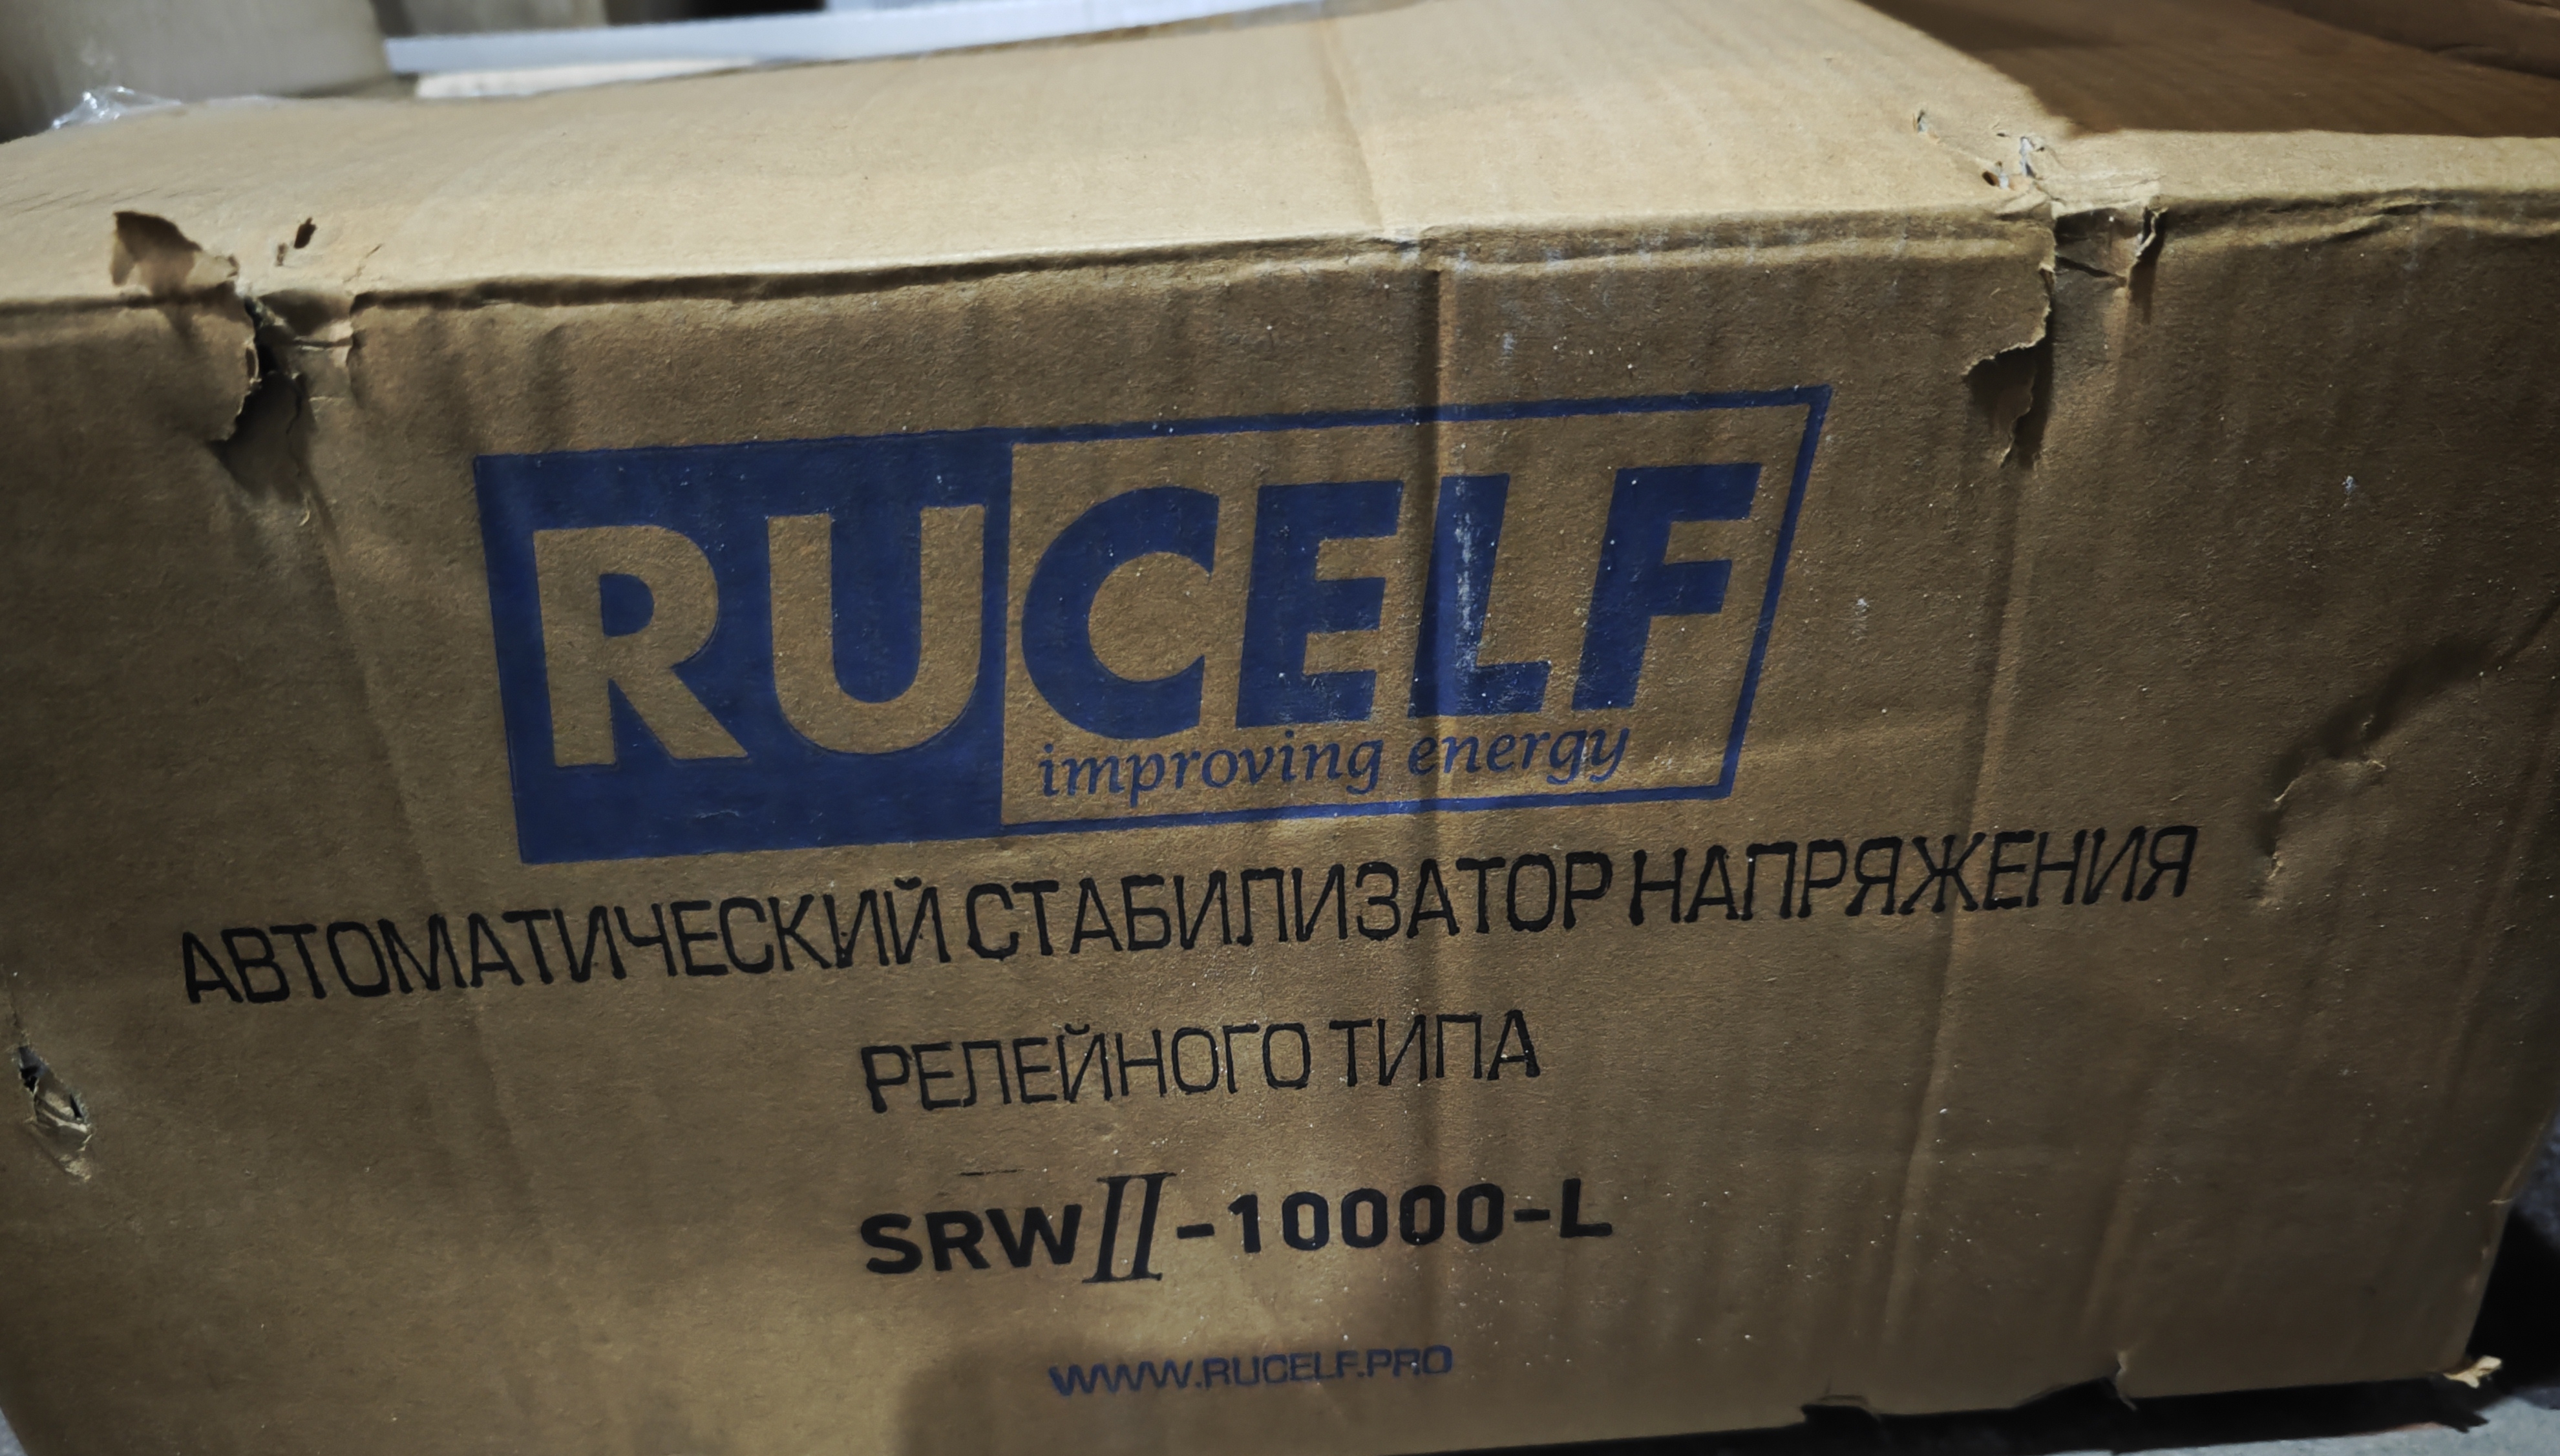 RUCELF
improving energy
АВТОМАТИЧЕСКИЙ СТАБИЛИЗАТОР НАПРЯЖЕНИЯ
РЕЛЕЙНОГО ТИПА
SRWII-10000-L
WWW.RUCELF.PRO